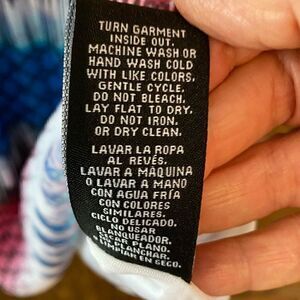 TURN GARMENT
INSIDE OUT.
MACHINE WASH OR
HAND WASH COLD
WITH LIKE COLORS,
GENTLE CYCLE.
DO NOT BLEACH.
LAY FLAT TO DRY.
DO NOT IRON.
OR DRY CLEAN.
LAVAR LA ROPA
AL REVÉS.
LAVAR A MÁQUINA
O LAVAR A MANO
CON AGUA FRÍA
CON COLORES
SIMILARES.
CICLO DELICADO.
NO USAR
BLANQUEADOR.
SECAR PLANO.
PLANCHAR.
LIMPIAR EN SECO.